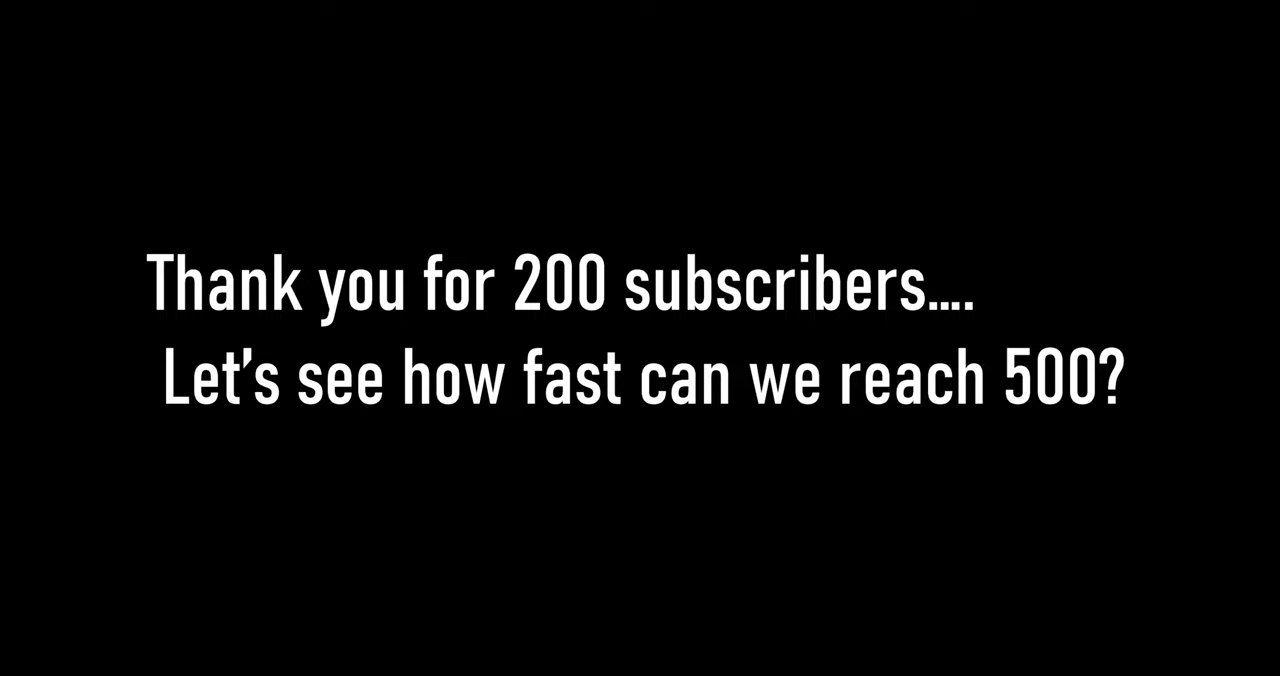 Thank you for 200 subscribers....
Let’s see how fast can we reach 500?